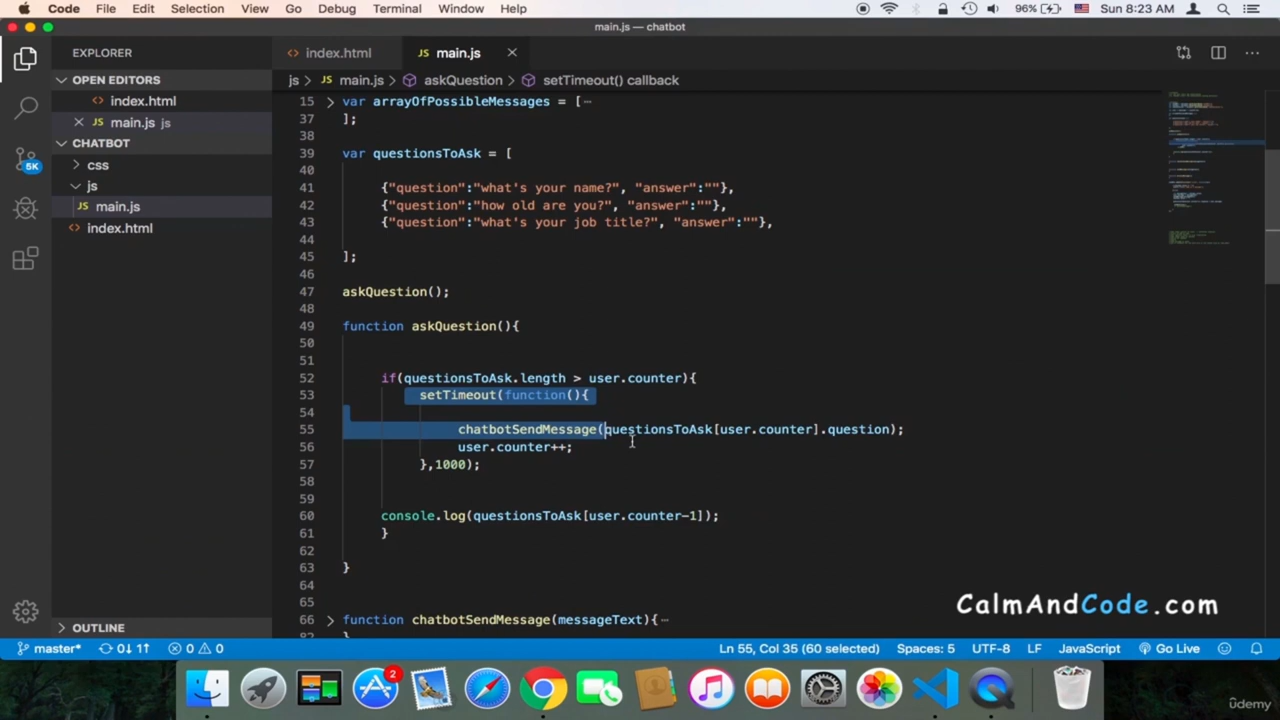 Code File Edit Selection View Go Debug Terminal Window Help 96% Sun 8:23 AM
main.js — chatbot
EXPLORER
index.html
JS main.js
js > JS main.js > askQuestion > setTimeout() callback
OPEN EDITORS
index.html
JS main.js js
CHATBOT
css
js
JS main.js
index.html
5K
15 var arrayOfPossibleMessages = [
37 ];
38
39 var questionsToAsk = [
40
41 {"question":"what's your name?", "answer":""},
42 {"question":"how old are you?", "answer":""},
43 {"question":"what's your job title?", "answer":""},
44
45 ];
46
47 askQuestion();
48
49 function askQuestion(){
50
51
52 if(questionsToAsk.length > user.counter){
53 setTimeout(function(){
54
55 chatbotSendMessage(questionsToAsk[user.counter].question);
56 user.counter++;
57 },1000);
58
59
60 console.log(questionsToAsk[user.counter-1]);
61 }
62
63 }
64
65
66 function chatbotSendMessage(messageText){
82 }
CalmAndCode.com
OUTLINE
master* 0↓ 1↑ 0 0 Ln 55, Col 35 (60 selected) Spaces: 5 UTF-8 LF JavaScript Go Live
2
ûdemy